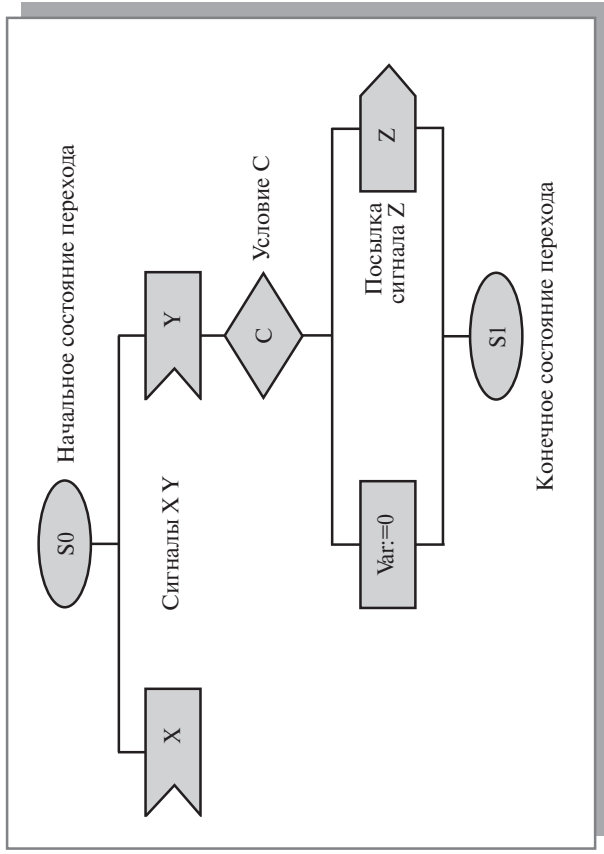 S0
Начальное состояние перехода
X
Сигналы X Y
Y
C
Условие C
Var:=0
Посылка
сигнала Z
Z
S1
Конечное состояние перехода